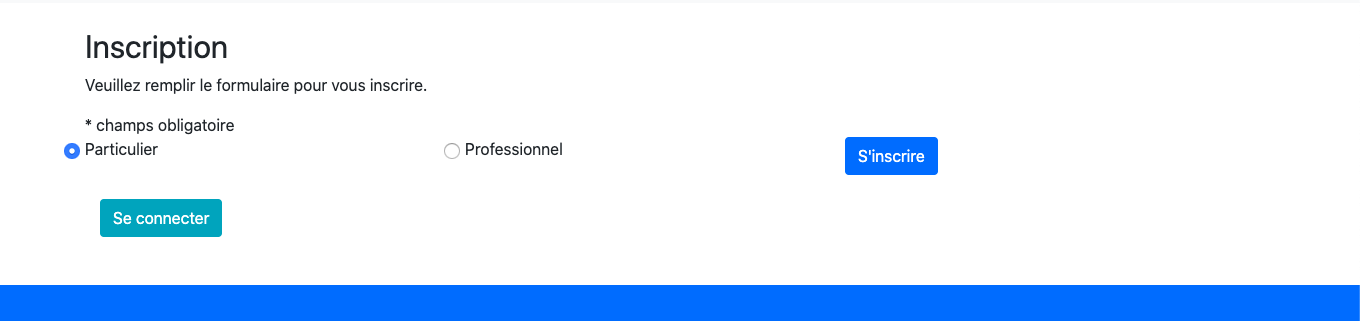 Inscription
Veuillez remplir le formulaire pour vous inscrire.
* champs obligatoire
Particulier
Professionnel
S'inscrire
Se connecter